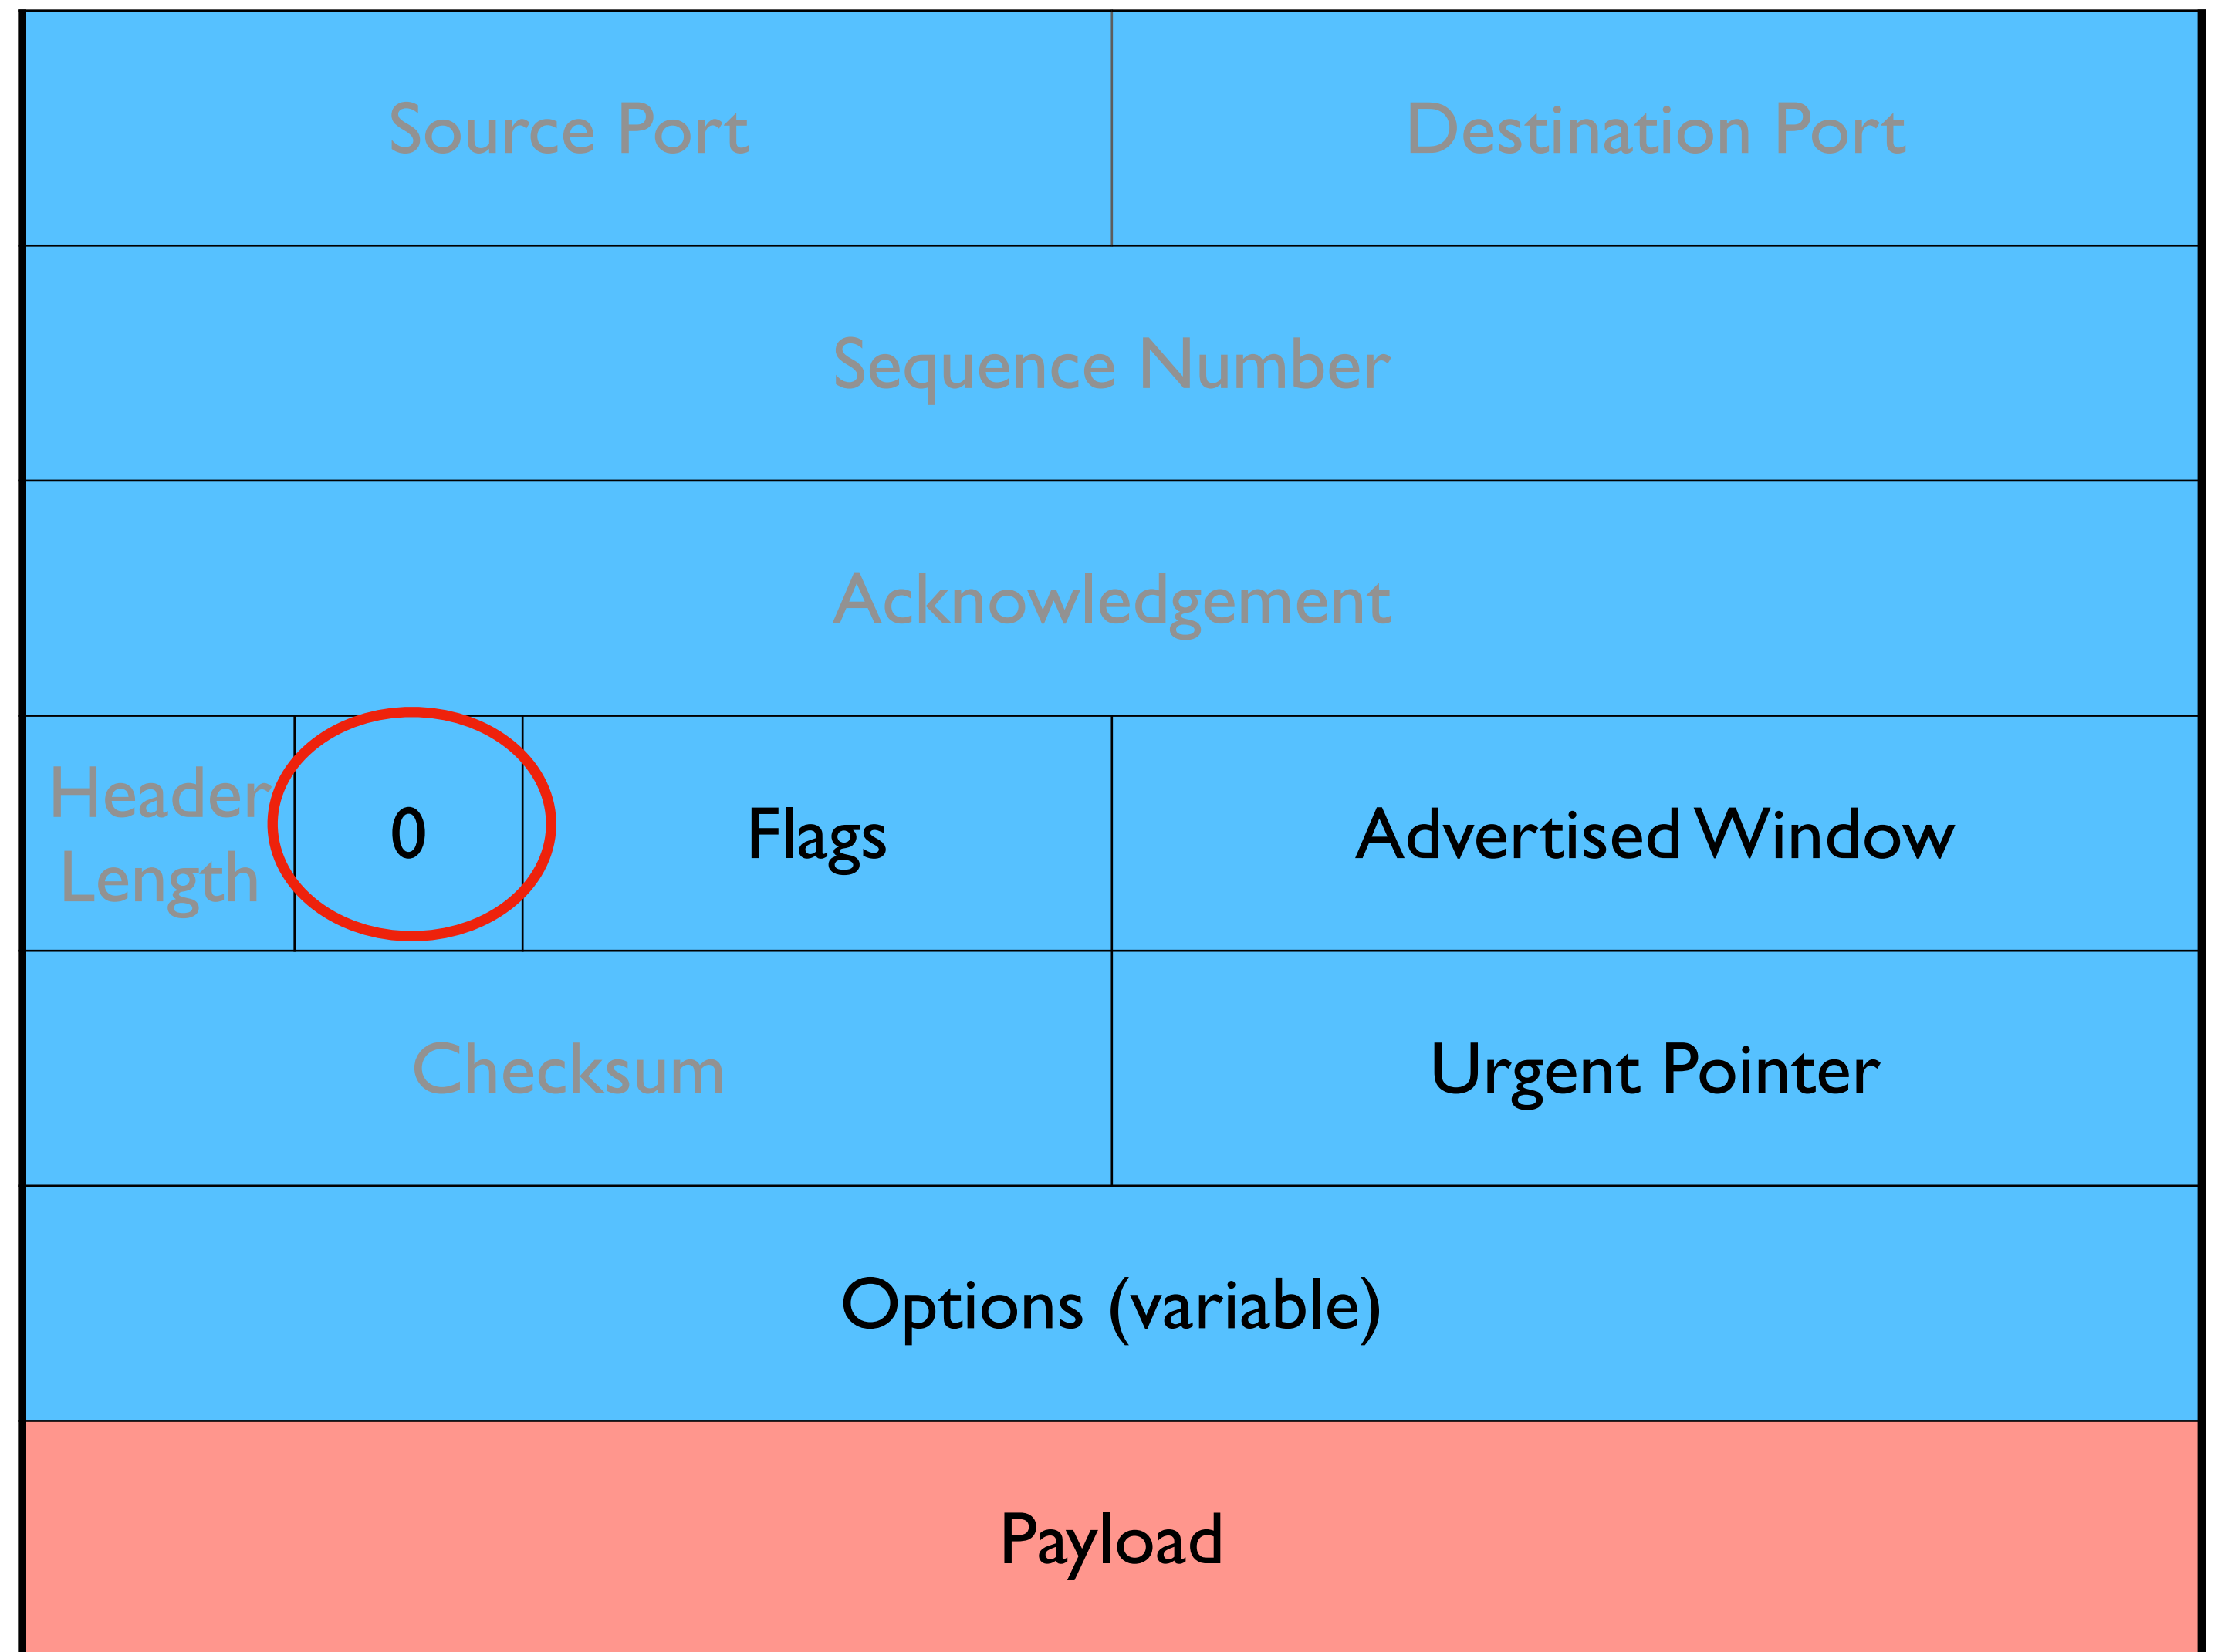 Source Port
Destination Port
Sequence Number
Acknowledgement
Header
Length
0
Flags
Advertised Window
Checksum
Urgent Pointer
Options (variable)
Payload